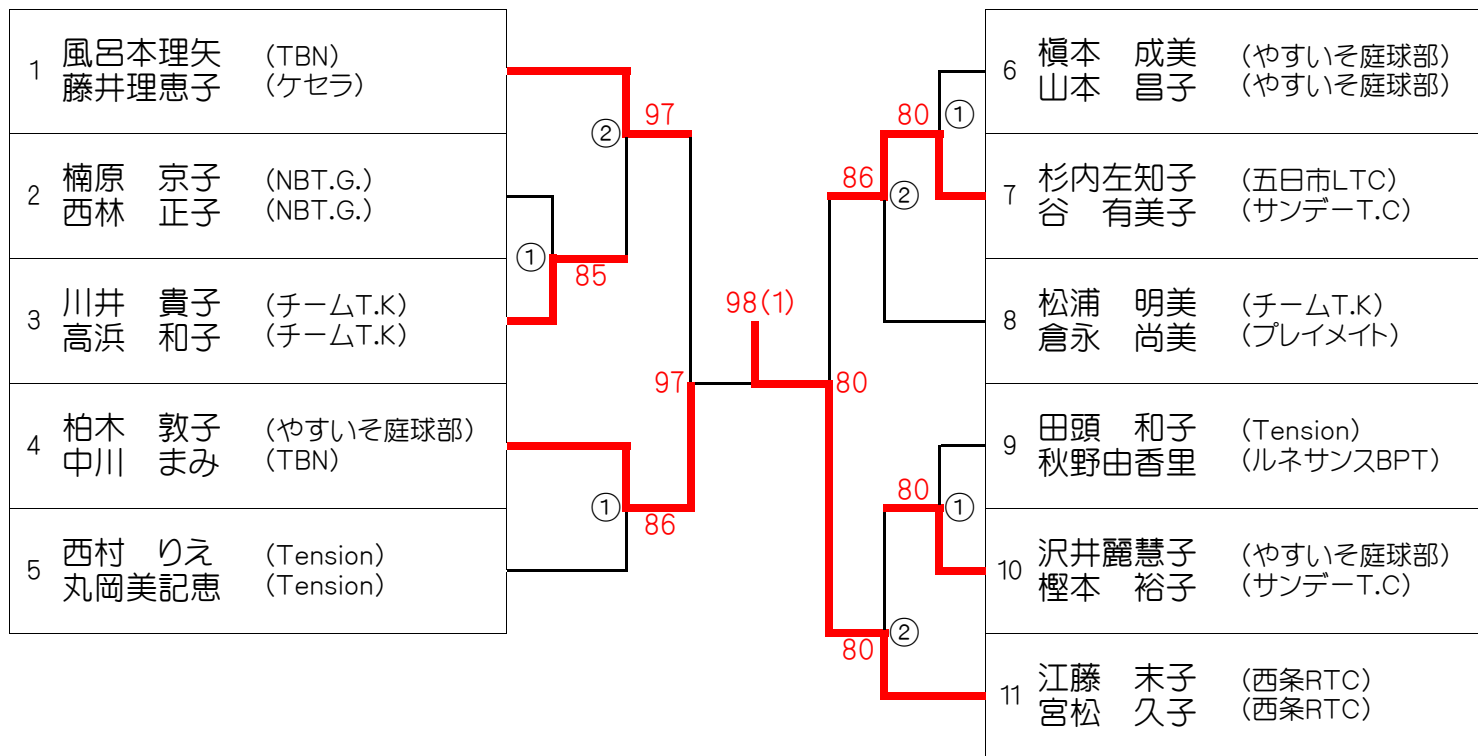 1 風呂本理矢 (TBN)
藤井理恵子 (ケセラ)
2 楠原 京子 (NBT.G.)
西林 正子 (NBT.G.)
3 川井 貴子 (チームT.K)
高浜 和子 (チームT.K)
4 柏木 敦子 (やすいそ庭球部)
中川 まみ (TBN)
5 西村 りえ (Tension)
丸岡美記恵 (Tension)
② 97
① 85
97
① 86
98(1)
80
80 ①
86 ②
80 ①
80 ②
6 槇本 成美 (やすいそ庭球部)
山本 昌子 (やすいそ庭球部)
7 杉内左知子 (五日市LTC)
谷 有美子 (サンデーT.C)
8 松浦 明美 (チームT.K)
倉永 尚美 (プレイメイト)
9 田頭 和子 (Tension)
秋野由香里 (ルネサンスBPT)
10 沢井麗慧子 (やすいそ庭球部)
樫本 裕子 (サンデーT.C)
11 江藤 末子 (西条RTC)
宮松 久子 (西条RTC)